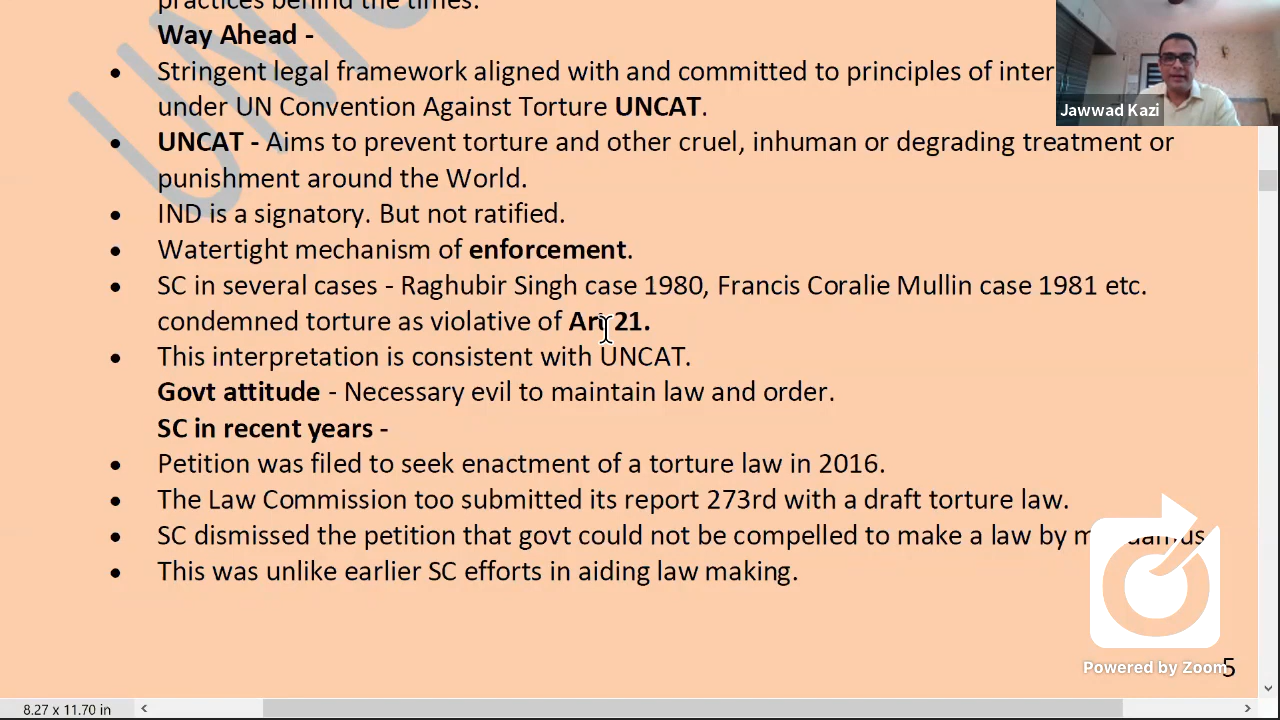 practices behind the times.
Way Ahead -
Stringent legal framework aligned with and committed to principles of inter
under UN Convention Against Torture UNCAT.
Jawwad Kazi
UNCAT - Aims to prevent torture and other cruel, inhuman or degrading treatment or
punishment around the World.
IND is a signatory. But not ratified.
Watertight mechanism of enforcement.
SC in several cases - Raghubir Singh case 1980, Francis Coralie Mullin case 1981 etc.
condemned torture as violative of Art 21.
This interpretation is consistent with UNCAT.
Govt attitude - Necessary evil to maintain law and order.
SC in recent years -
Petition was filed to seek enactment of a torture law in 2016.
The Law Commission too submitted its report 273rd with a draft torture law.
SC dismissed the petition that govt could not be compelled to make a law by
This was unlike earlier SC efforts in aiding law making.
Powered by Zoom
5
8.27 x 11.70 in